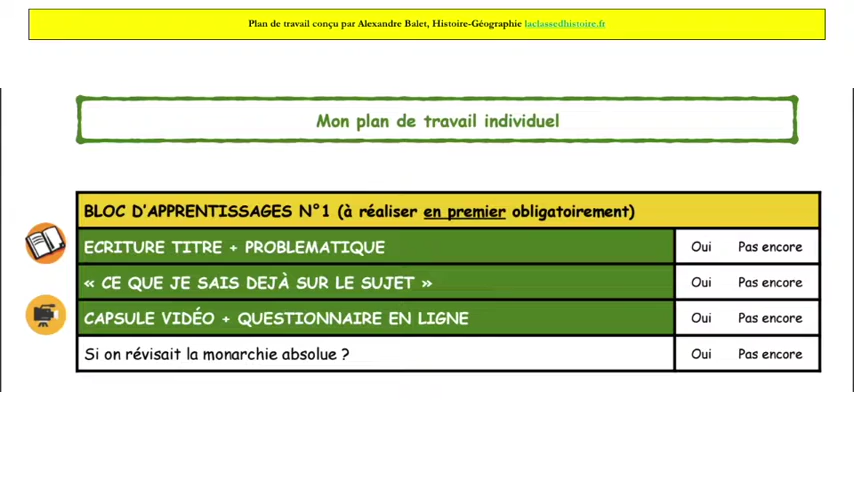 Plan de travail conçu par Alexandre Balet, Histoire-Géographie laclassedhistoire.fr
Mon plan de travail individuel
BLOC D'APPRENTISSAGES N°1 (à réaliser en premier obligatoirement)
ECRITURE TITRE + PROBLEMATIQUE Oui Pas encore
« CE QUE JE SAIS DEJÀ SUR LE SUJET » Oui Pas encore
CAPSULE VIDÉO + QUESTIONNAIRE EN LIGNE Oui Pas encore
Si on révisait la monarchie absolue ? Oui Pas encore